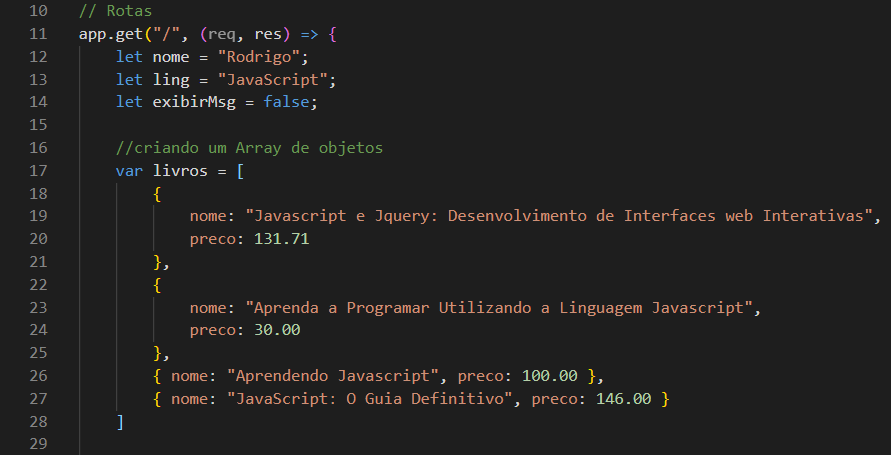 10 // Rotas
11 app.get("/", (req, res) => {
12     let nome = "Rodrigo";
13     let ling = "JavaScript";
14     let exibirMsg = false;
15
16     //criando um Array de objetos
17     var livros = [
18         {
19             nome: "Javascript e Jquery: Desenvolvimento de Interfaces web Interativas",
20             preco: 131.71
21         },
22         {
23             nome: "Aprenda a Programar Utilizando a Linguagem Javascript",
24             preco: 30.00
25         },
26         { nome: "Aprendendo Javascript", preco: 100.00 },
27         { nome: "JavaScript: O Guia Definitivo", preco: 146.00 }
28     ]
29